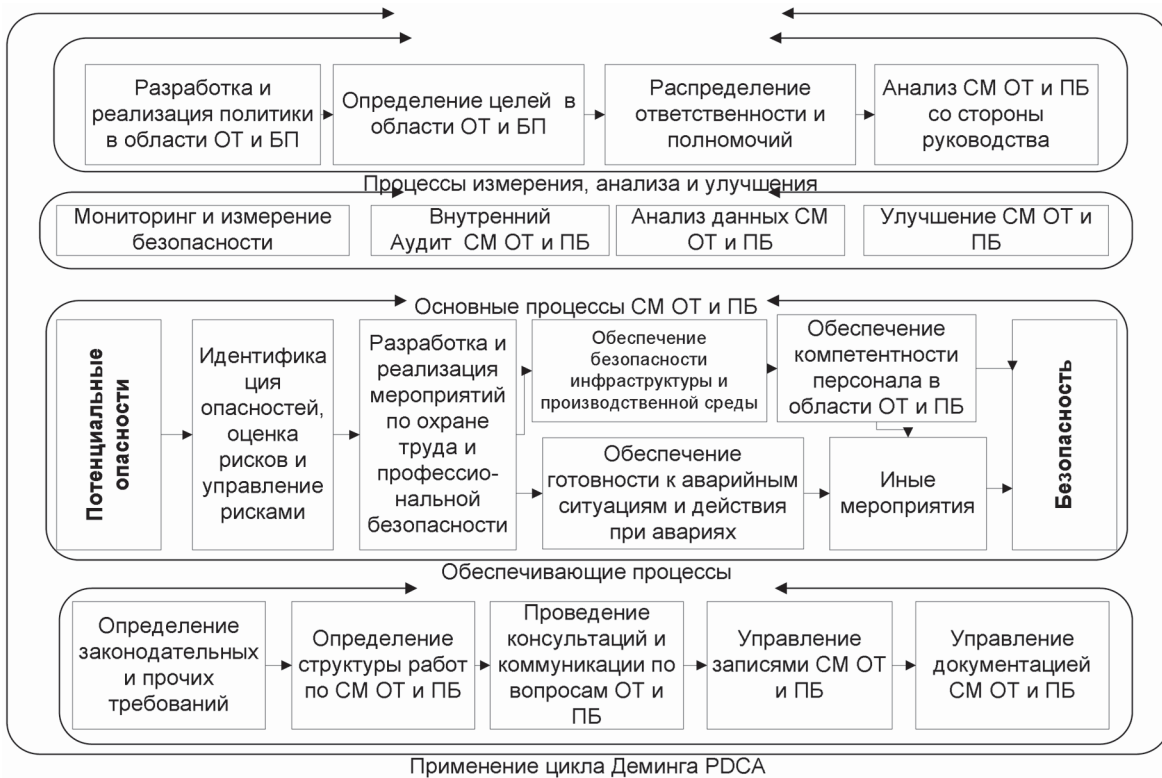 Разработка и
реализация политики
в области ОТ и БП
Определение целей в
области ОТ и БП
Распределение
ответственности и
полномочий
Анализ СМ ОТ и ПБ
со стороны
руководства
Процессы измерения, анализа и улучшения
Мониторинг и измерение
безопасности
Внутренний
Аудит СМ ОТ и ПБ
Анализ данных СМ
ОТ и ПБ
Улучшение СМ ОТ и
ПБ
Основные процессы СМ ОТ и ПБ
Потенциальные
опасности
Идентифика
ция
опасностей,
оценка
рисков и
управление
рисками
Разработка и
реализация
мероприятий
по охране
труда и
профессио-
нальной
безопасности
Обеспечение
безопасности
инфраструктуры и
производственной среды
Обеспечение
компетентности
персонала в
области ОТ и ПБ
Обеспечение
готовности к аварийным
ситуациям и действия
при авариях
Иные
мероприятия
Безопасность
Обеспечивающие процессы
Определение
законодательных
и прочих
требований
Определение
структуры работ
по СМ ОТ и ПБ
Проведение
консультаций и
коммуникации по
вопросам ОТ и
ПБ
Управление
записями СМ ОТ
и ПБ
Управление
документацией
СМ ОТ и ПБ
Применение цикла Деминга PDCA